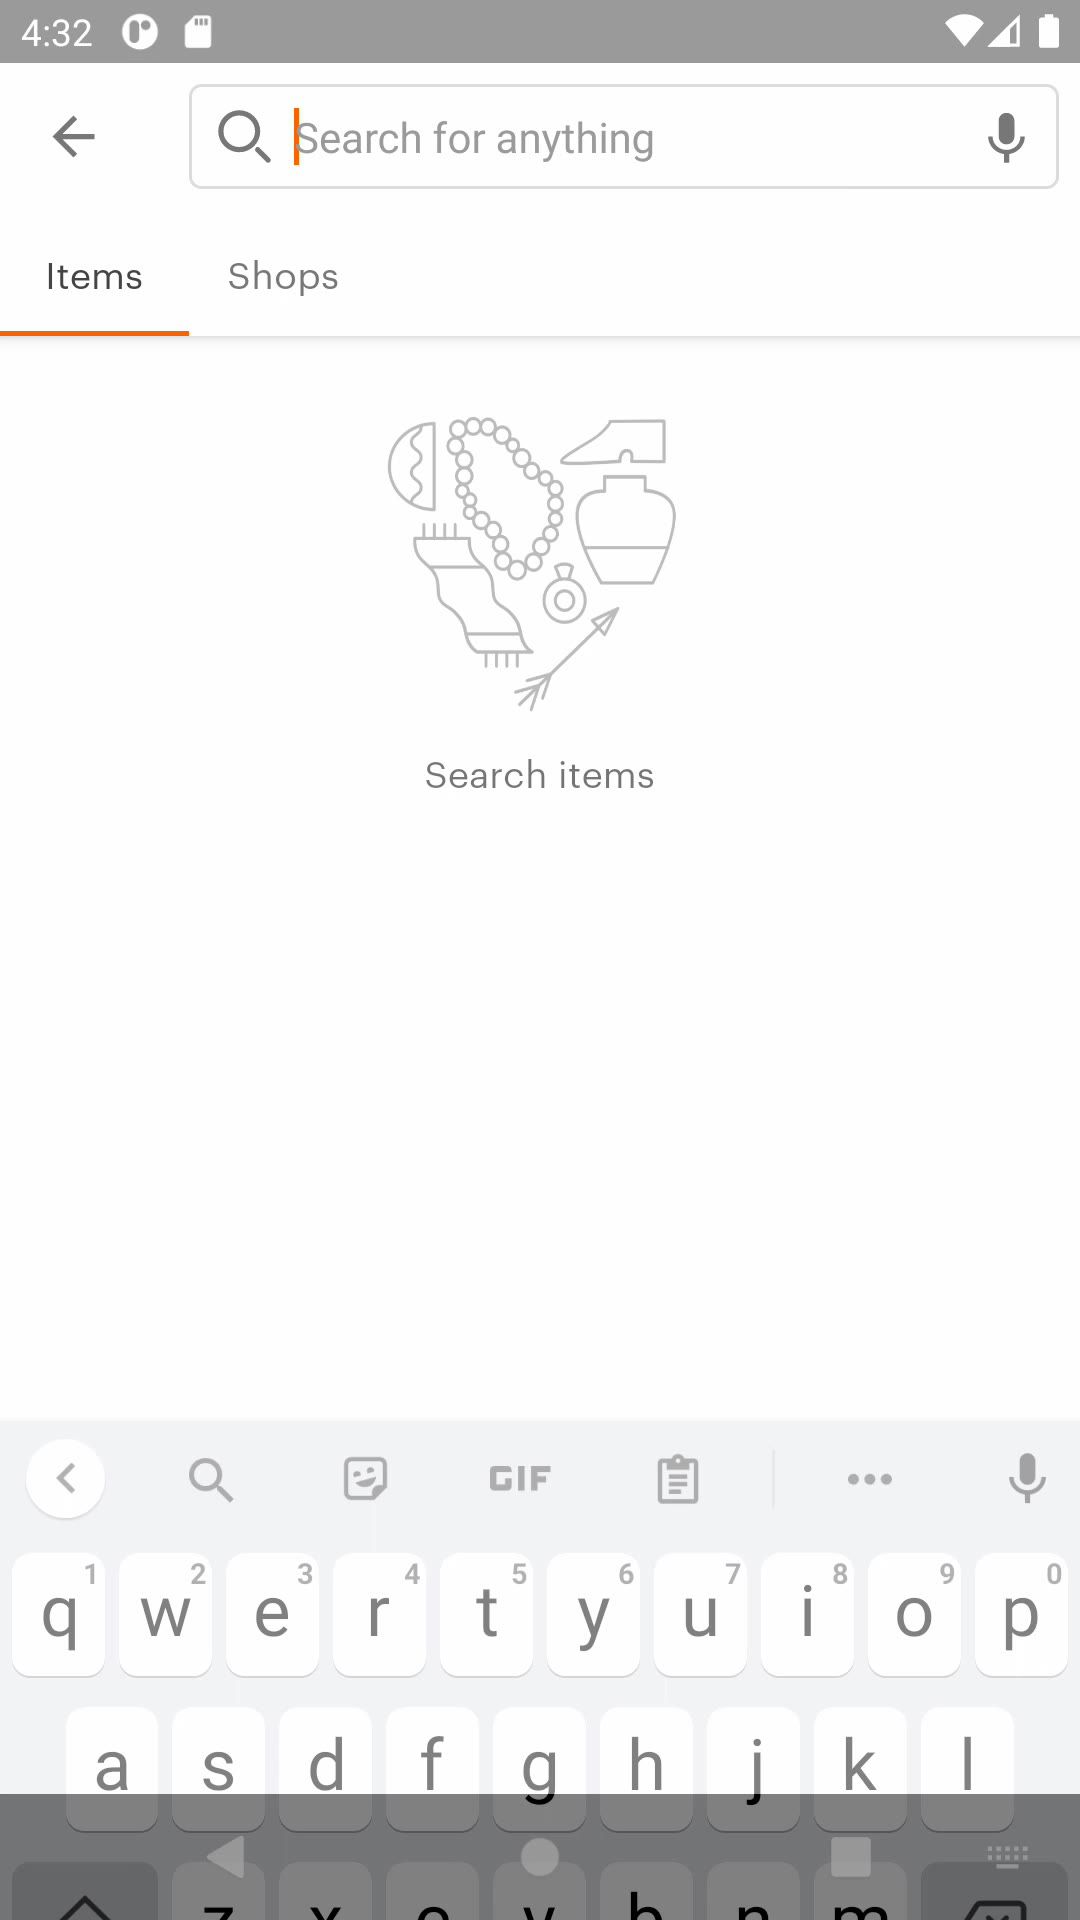 4:32
Search for anything
Items Shops
Search items
GIF
1 2 3 4 5 6 7 8 9 0
q w e r t y u i o p
a s d f g h j k l
z x c v b n m